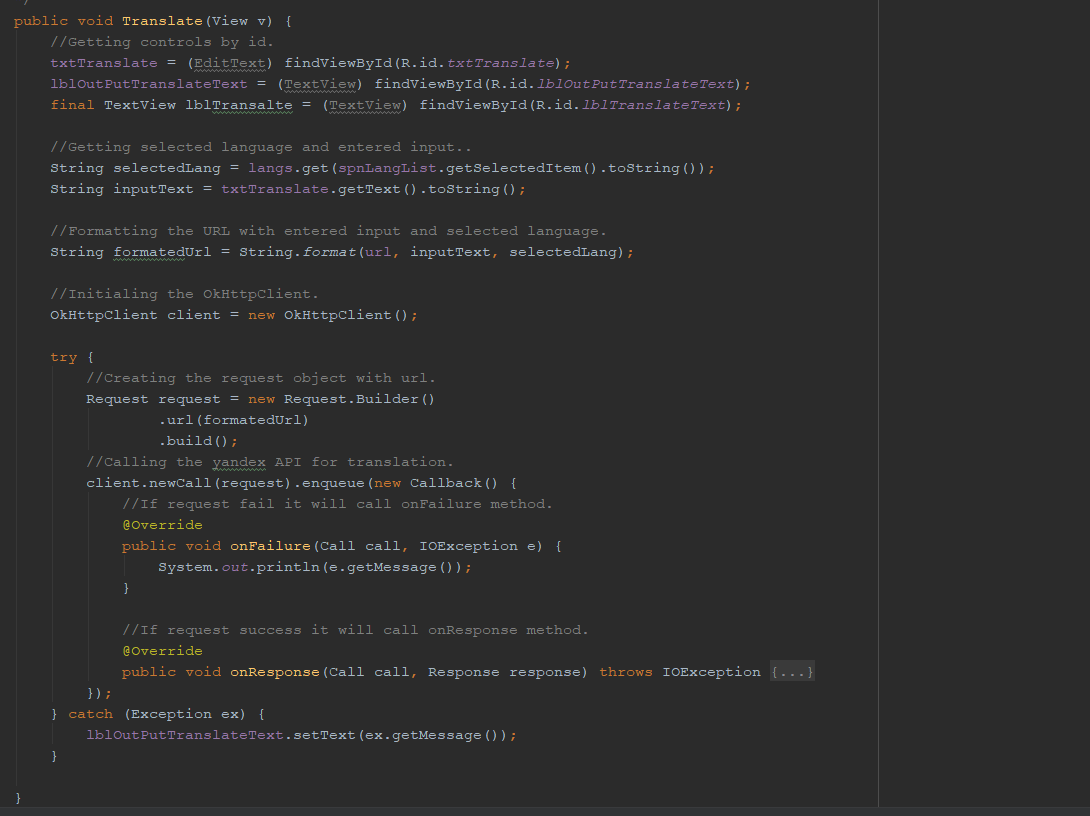 public void Translate(View v) {
    //Getting controls by id.
    txtTranslate = (EditText) findViewById(R.id.txtTranslate);
    lblOutPutTranslateText = (TextView) findViewById(R.id.lblOutPutTranslateText);
    final TextView lblTransalte = (TextView) findViewById(R.id.lblTranslateText);

    //Getting selected language and entered input..
    String selectedLang = langs.get(spnLangList.getSelectedItem().toString());
    String inputText = txtTranslate.getText().toString();

    //Formatting the URL with entered input and selected language.
    String formatedUrl = String.format(url, inputText, selectedLang);

    //Initialing the OkHttpClient.
    OkHttpClient client = new OkHttpClient();

    try {
        //Creating the request object with url.
        Request request = new Request.Builder()
                .url(formatedUrl)
                .build();
        //Calling the yandex API for translation.
        client.newCall(request).enqueue(new Callback() {
            //If request fail it will call onFailure method.
            @Override
            public void onFailure(Call call, IOException e) {
                System.out.println(e.getMessage());
            }

            //If request success it will call onResponse method.
            @Override
            public void onResponse(Call call, Response response) throws IOException {...}
        });
    } catch (Exception ex) {
        lblOutPutTranslateText.setText(ex.getMessage());
    }

}